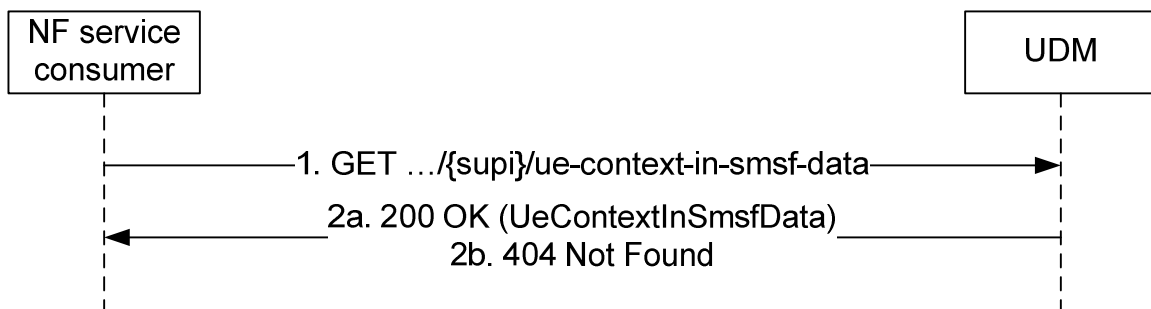 NF service
consumer
UDM
1. GET …/{supi}/ue-context-in-smsf-data
2a. 200 OK (UeContextInSmsfData)
2b. 404 Not Found